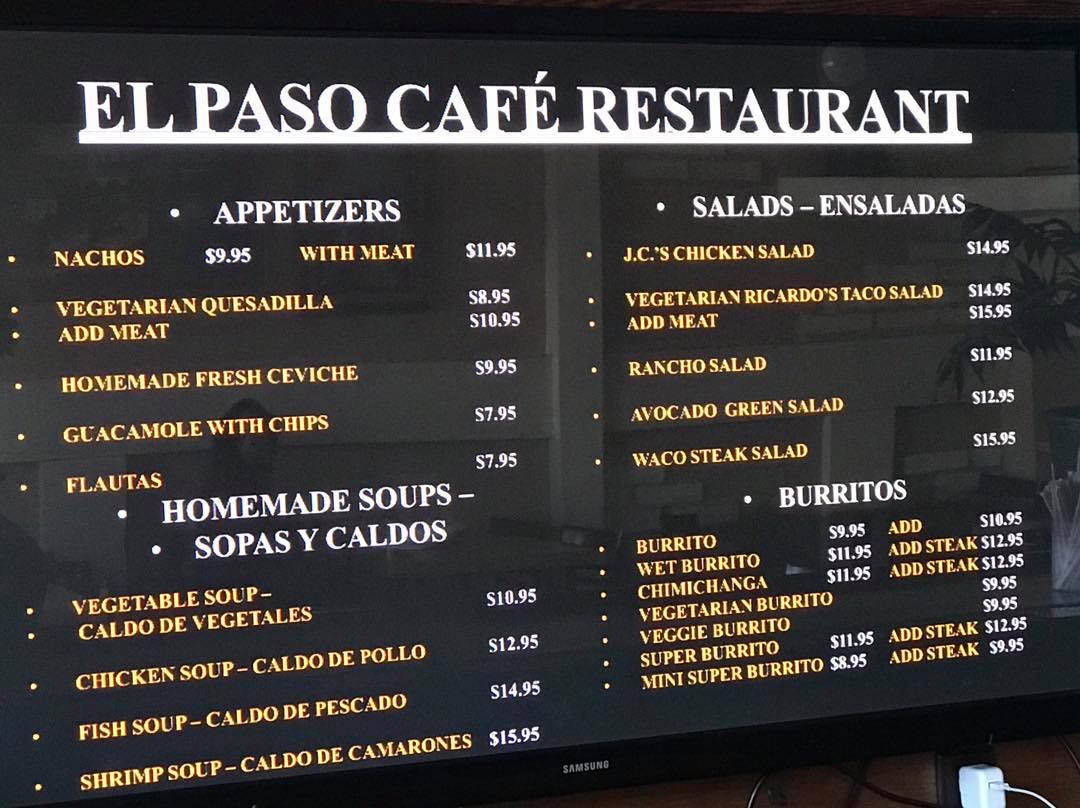 EL PASO CAFÉ RESTAURANT
• APPETIZERS
• NACHOS $9.95 WITH MEAT $11.95
• VEGETARIAN QUESADILLA $8.95
• ADD MEAT $10.95
• HOMEMADE FRESH CEVICHE $9.95
• GUACAMOLE WITH CHIPS $7.95
• FLAUTAS $7.95
• HOMEMADE SOUPS –
• SOPAS Y CALDOS
• VEGETABLE SOUP –
• CALDO DE VEGETALES $10.95
• CHICKEN SOUP – CALDO DE POLLO $12.95
• FISH SOUP – CALDO DE PESCADO $14.95
• SHRIMP SOUP – CALDO DE CAMARONES $15.95
• SALADS – ENSALADAS
• J.C.'S CHICKEN SALAD $14.95
• VEGETARIAN RICARDO'S TACO SALAD $14.95
• ADD MEAT $15.95
• RANCHO SALAD $11.95
• AVOCADO GREEN SALAD $12.95
• WACO STEAK SALAD $15.95
• BURRITOS
• BURRITO $9.95 ADD $10.95
• WET BURRITO $11.95 ADD STEAK $12.95
• CHIMICHANGA $11.95 ADD STEAK $12.95
• VEGETARIAN BURRITO $9.95
• VEGGIE BURRITO $9.95
• SUPER BURRITO $11.95 ADD STEAK $12.95
• MINI SUPER BURRITO $8.95 ADD STEAK $9.95
SAMSUNG